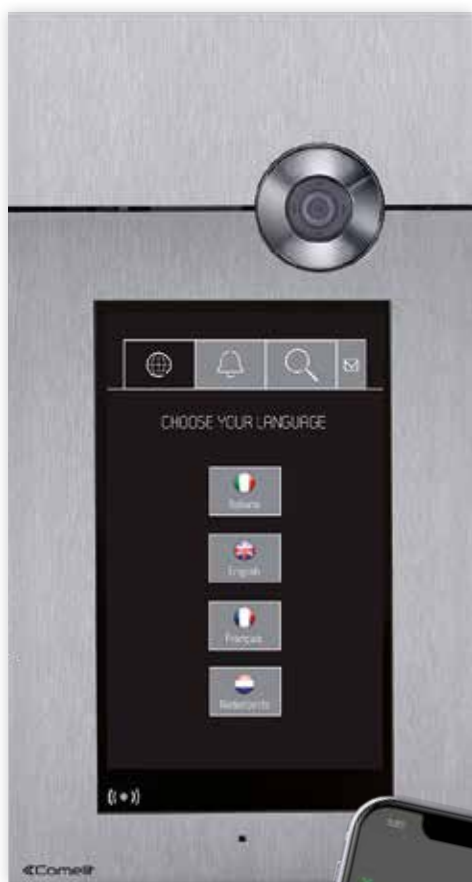 CHOOSE YOUR LANGUAGE
Italiano
English
Français
Nederlands
Comelit